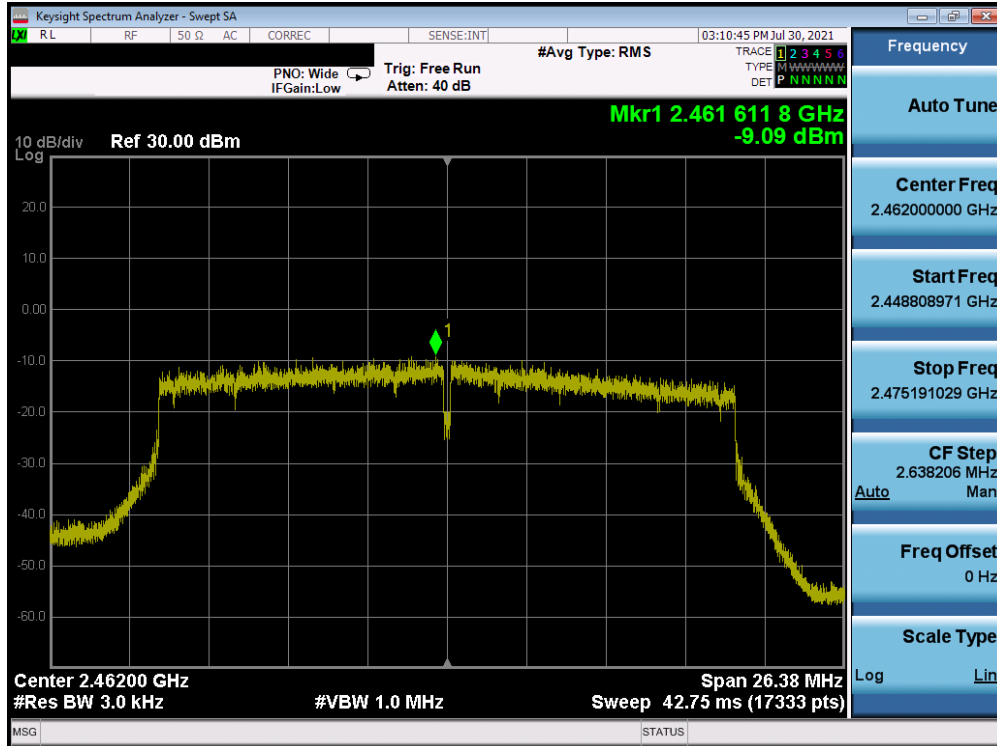 Keysight Spectrum Analyzer - Swept SA
LXI RL RF 50 Ω AC CORREC SENSE:INT 03:10:45 PM Jul 30, 2021
#Avg Type: RMS TRACE 1 2 3 4 5 6
PNO: Wide Trig: Free Run TYPE M WWWWW
IFGain:Low Atten: 40 dB DET P N N N N N
Mkr1 2.461 611 8 GHz
-9.09 dBm
10 dB/div Ref 30.00 dBm
Log
20.0
10.0
0.00
1
-10.0
-20.0
-30.0
-40.0
-50.0
-60.0
Center 2.46200 GHz Span 26.38 MHz
#Res BW 3.0 kHz #VBW 1.0 MHz Sweep 42.75 ms (17333 pts)
MSG STATUS
Frequency
Auto Tune
Center Freq
2.462000000 GHz
Start Freq
2.448808971 GHz
Stop Freq
2.475191029 GHz
CF Step
2.638206 MHz
Auto Man
Freq Offset
0 Hz
Scale Type
Log Lin